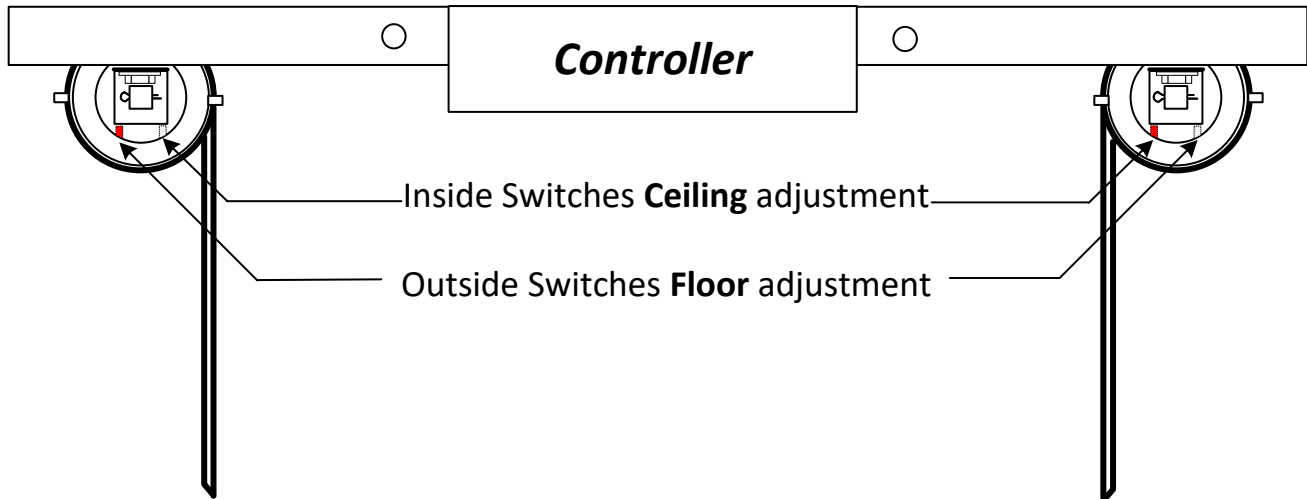 Controller
Inside Switches Ceiling adjustment
Outside Switches Floor adjustment